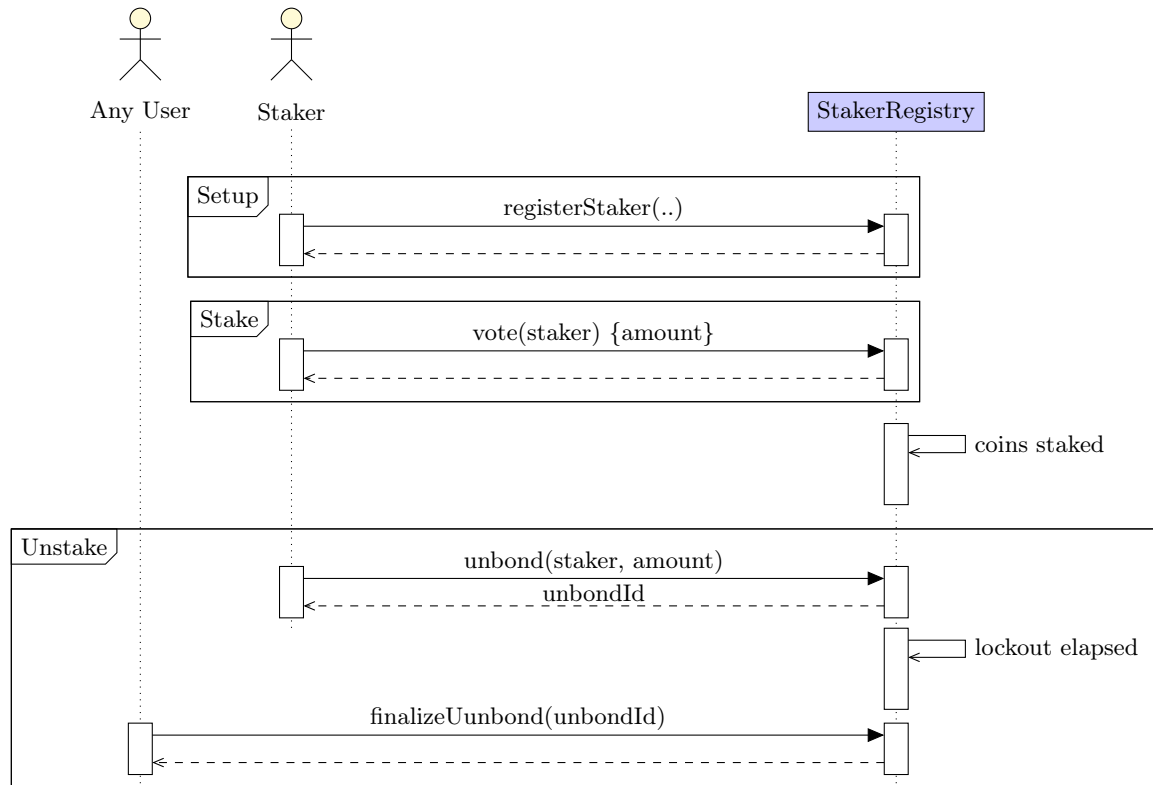 Any User
Staker
StakerRegistry
Setup
registerStaker(..)
Stake
vote(staker) {amount}
coins staked
Unstake
unbond(staker, amount)
unbondId
lockout elapsed
finalizeUunbond(unbondId)